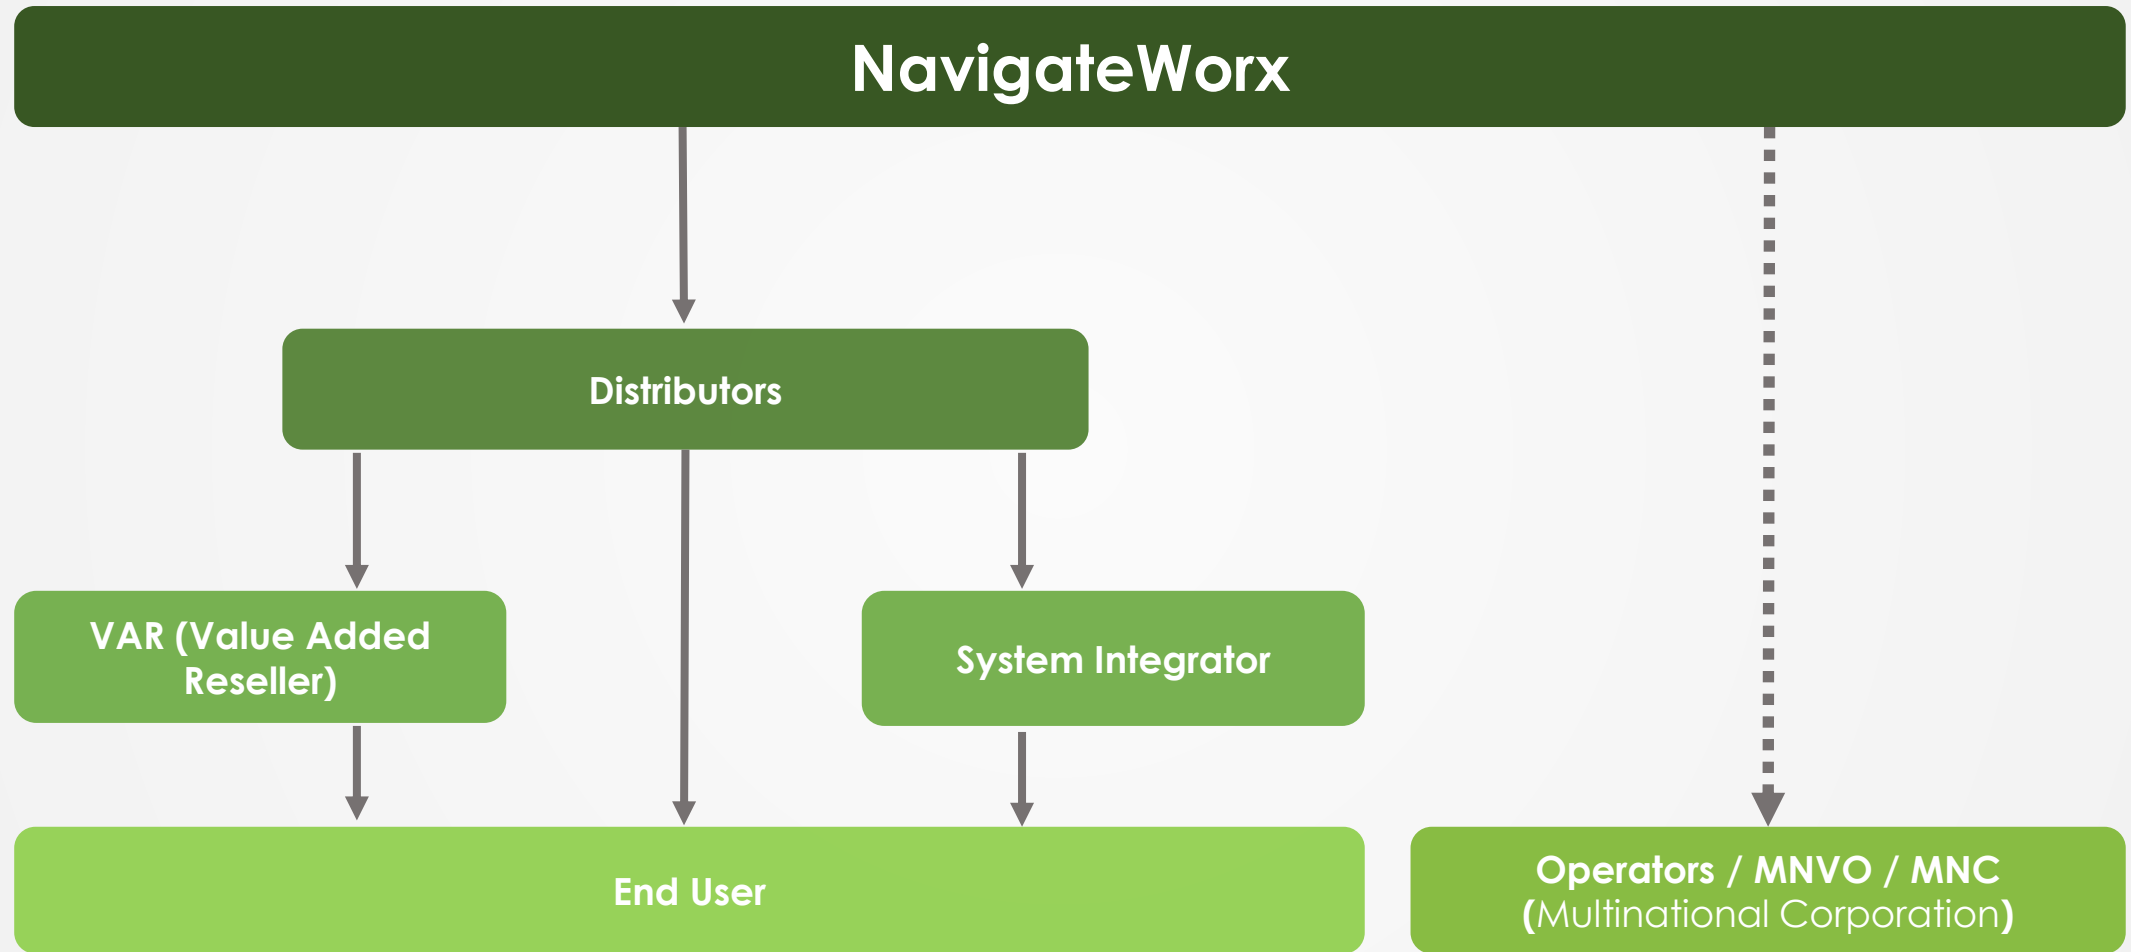 NavigateWorx
Distributors
VAR (Value Added
Reseller)
System Integrator
End User
Operators / MNVO / MNC
(Multinational Corporation)